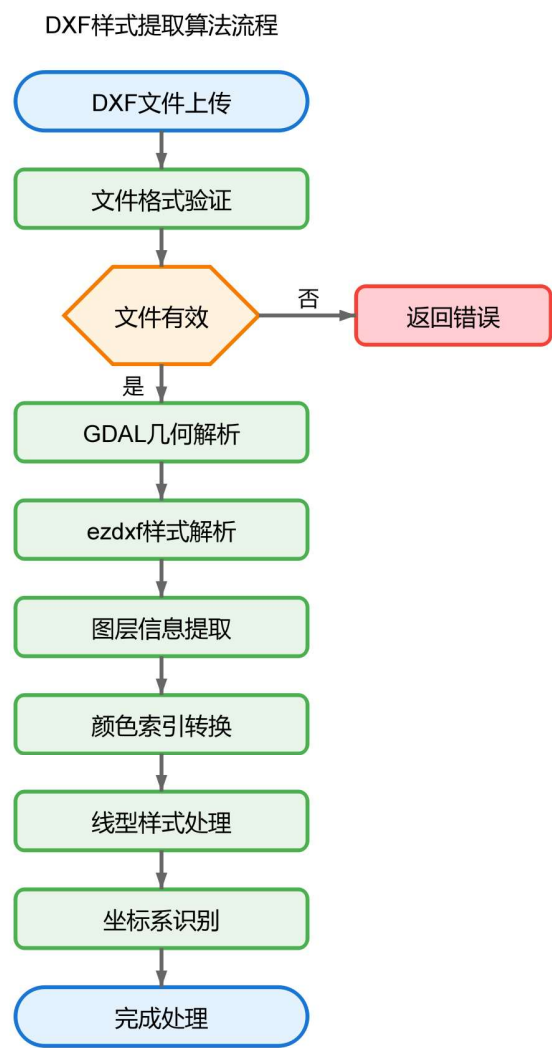 DXF样式提取算法流程
DXF文件上传
文件格式验证
文件有效
否
返回错误
是
GDAL几何解析
ezdxf样式解析
图层信息提取
颜色索引转换
线型样式处理
坐标系识别
完成处理